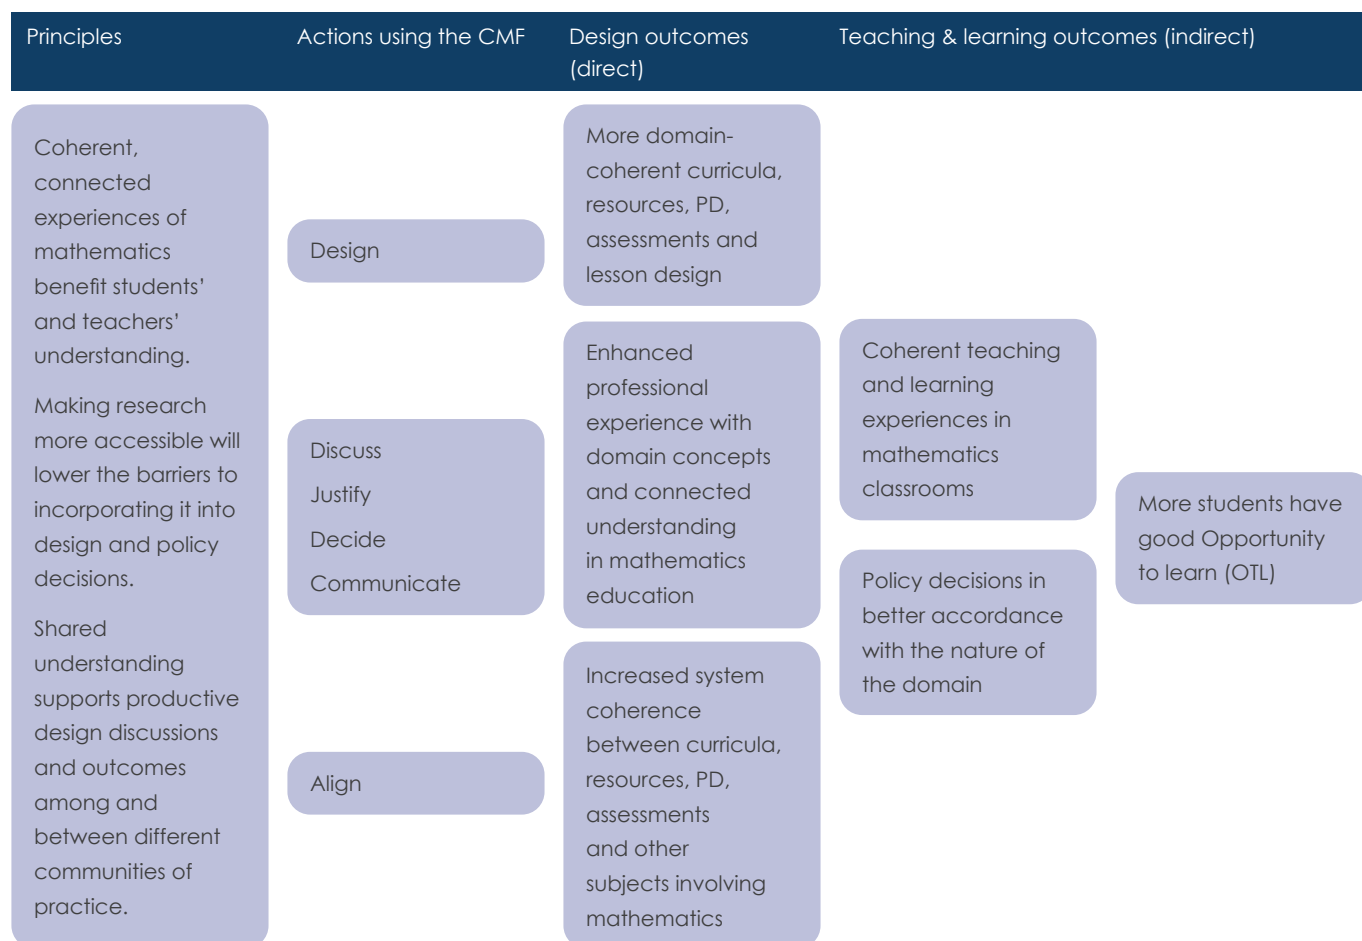 Principles
Actions using the CMF
Design outcomes
(direct)
Teaching & learning outcomes (indirect)
Coherent,
connected
experiences of
mathematics
benefit students’
and teachers’
understanding.
Making research
more accessible will
lower the barriers to
incorporating it into
design and policy
decisions.
Shared
understanding
supports productive
design discussions
and outcomes
among and
between different
communities of
practice.
Design
Discuss
Justify
Decide
Communicate
Align
More domain-
coherent curricula,
resources, PD,
assessments and
lesson design
Enhanced
professional
experience with
domain concepts
and connected
understanding
in mathematics
education
Increased system
coherence
between curricula,
resources, PD,
assessments
and other
subjects involving
mathematics
Coherent teaching
and learning
experiences in
mathematics
classrooms
Policy decisions in
better accordance
with the nature of
the domain
More students have
good Opportunity
to learn (OTL)